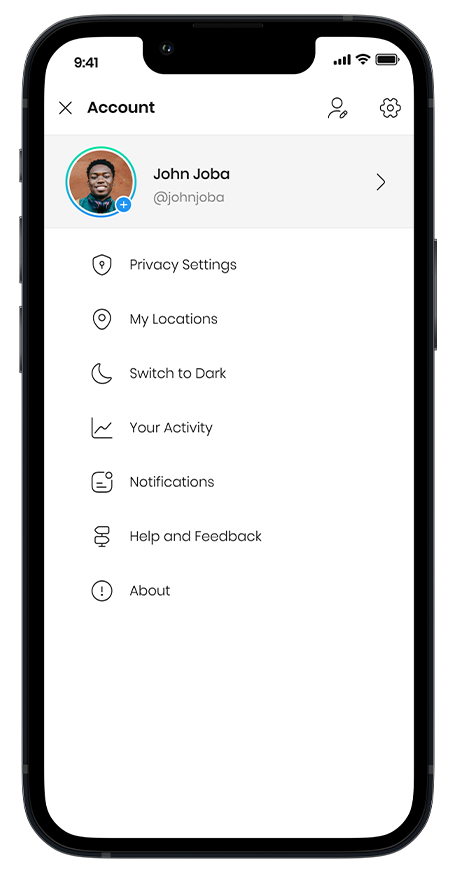 9:41
Account
John Joba
@johnjoba
Privacy Settings
My Locations
Switch to Dark
Your Activity
Notifications
Help and Feedback
About